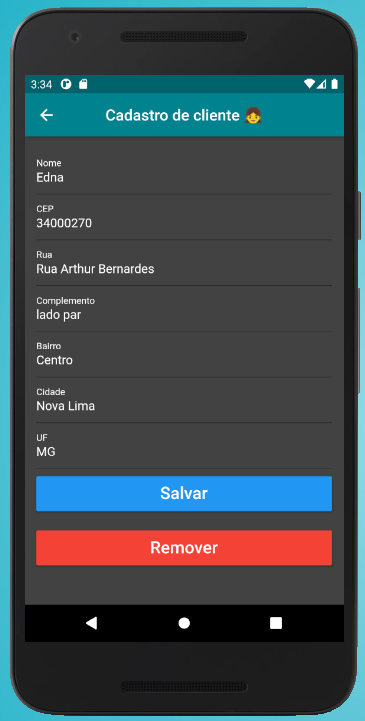 3:34
Cadastro de cliente 👧
Nome
Edna
CEP
34000270
Rua
Rua Arthur Bernardes
Complemento
lado par
Bairro
Centro
Cidade
Nova Lima
UF
MG
Salvar
Remover